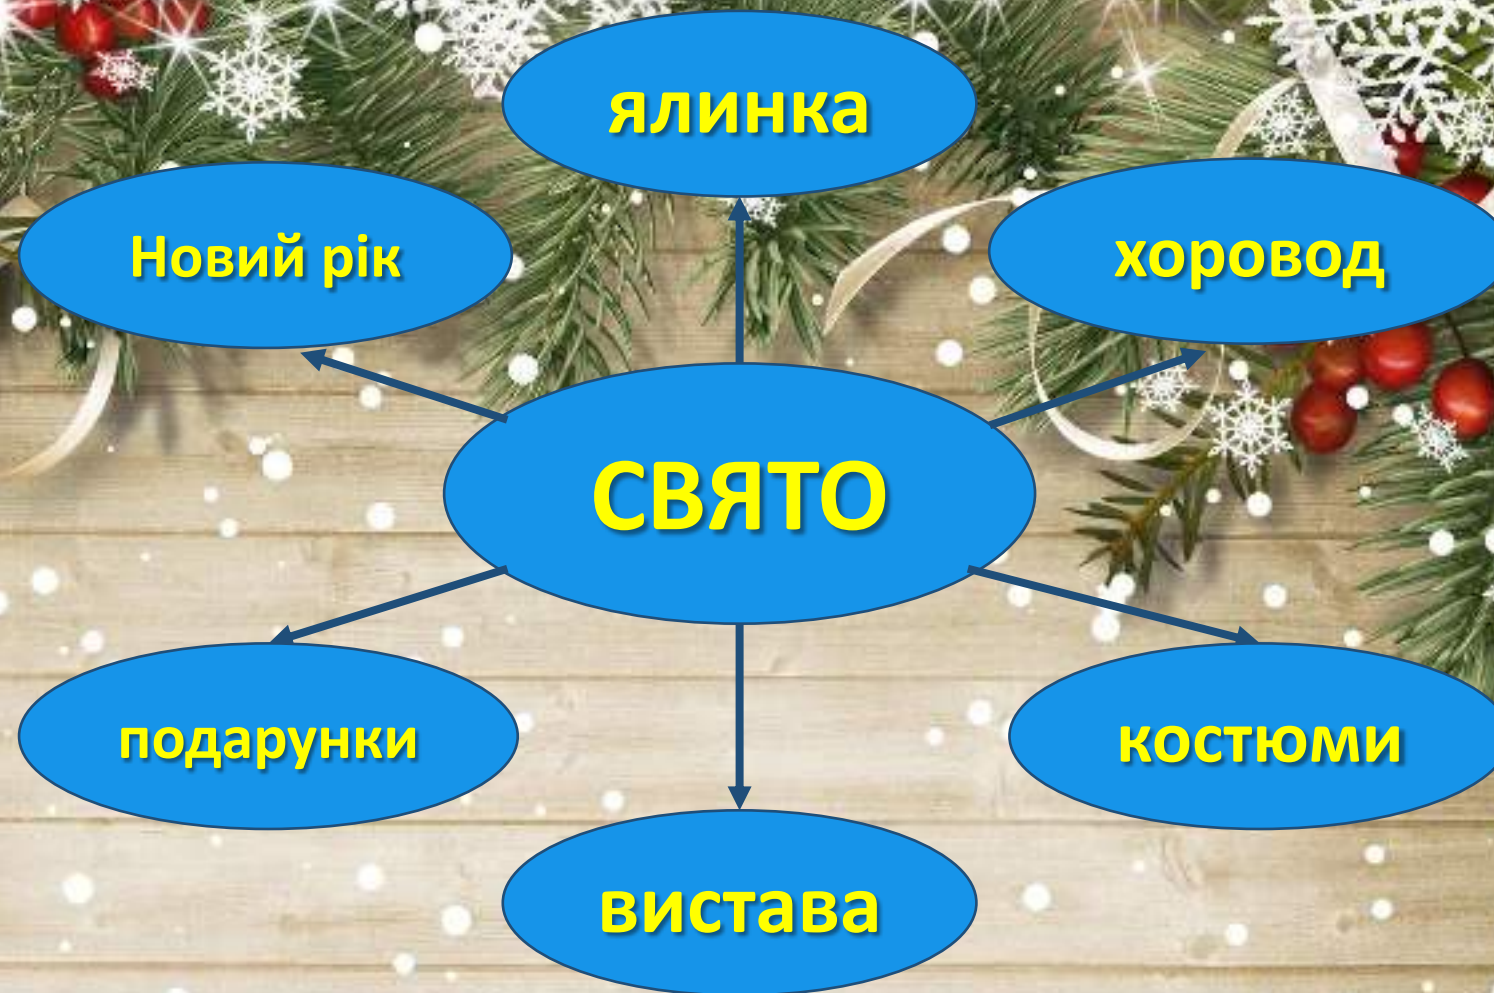 ялинка
Новий рік
хоровод
СВЯТО
подарунки
костюми
вистава